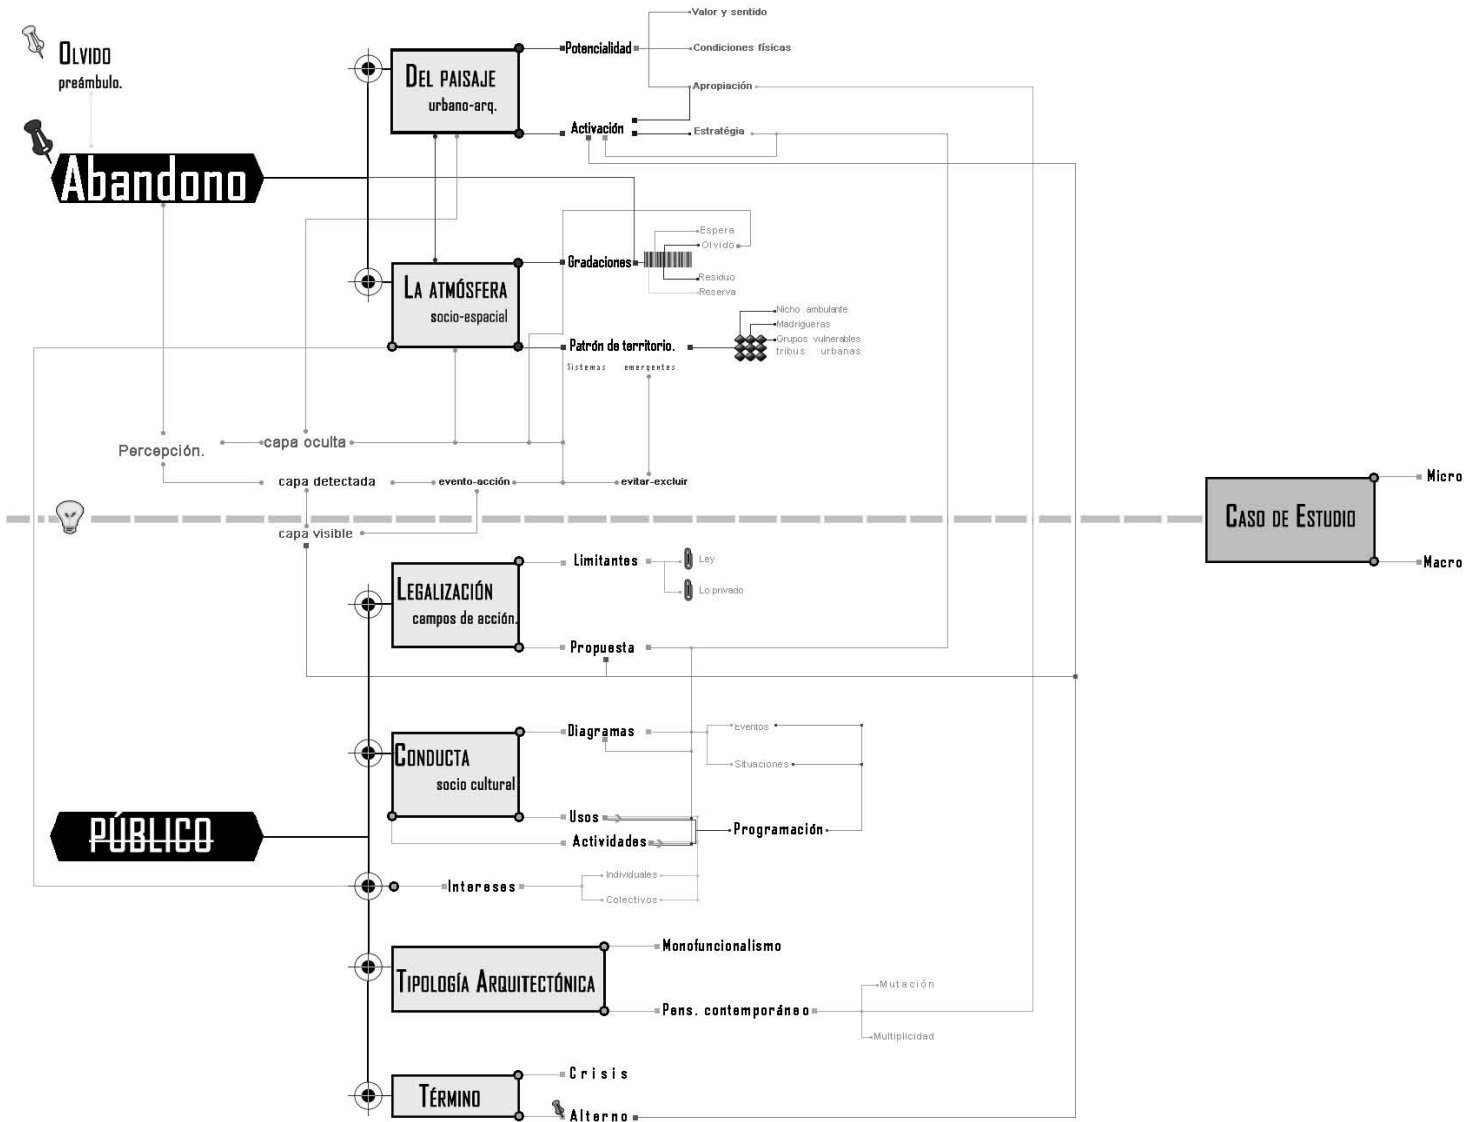 OLVIDO
preámbulo.
Abandono
DEL PAISAJE
urbano-arq.
Potencialidad
Valor y sentido
Condiciones físicas
Apropiación
Activación
Estratégia
LA ATMÓSFERA
socio-espacial
Gradaciones
Espera
Olvido
Residuo
Reserva
Patrón de territorio.
Sistemas emergentes
Nicho ambulante
Madrigueras
Grupos vulnerables
tribus urbanas
Percepción.
capa oculta
capa detectada
evento-acción
evitar-excluir
capa visible
CASO DE ESTUDIO
Micro
Macro
LEGALIZACIÓN
campos de acción.
Limitantes
Ley
Lo privado
Propuesta
CONDUCTA
socio cultural
Diagramas
Eventos
Situaciones
Usos
Actividades
Programación
PÚBLICO
Intereses
Individuales
Colectivos
TIPOLOGÍA ARQUITECTÓNICA
Monofuncionalismo
Pens. contemporáneo
Mutación
Multiplicidad
TÉRMINO
Crisis
Alterno